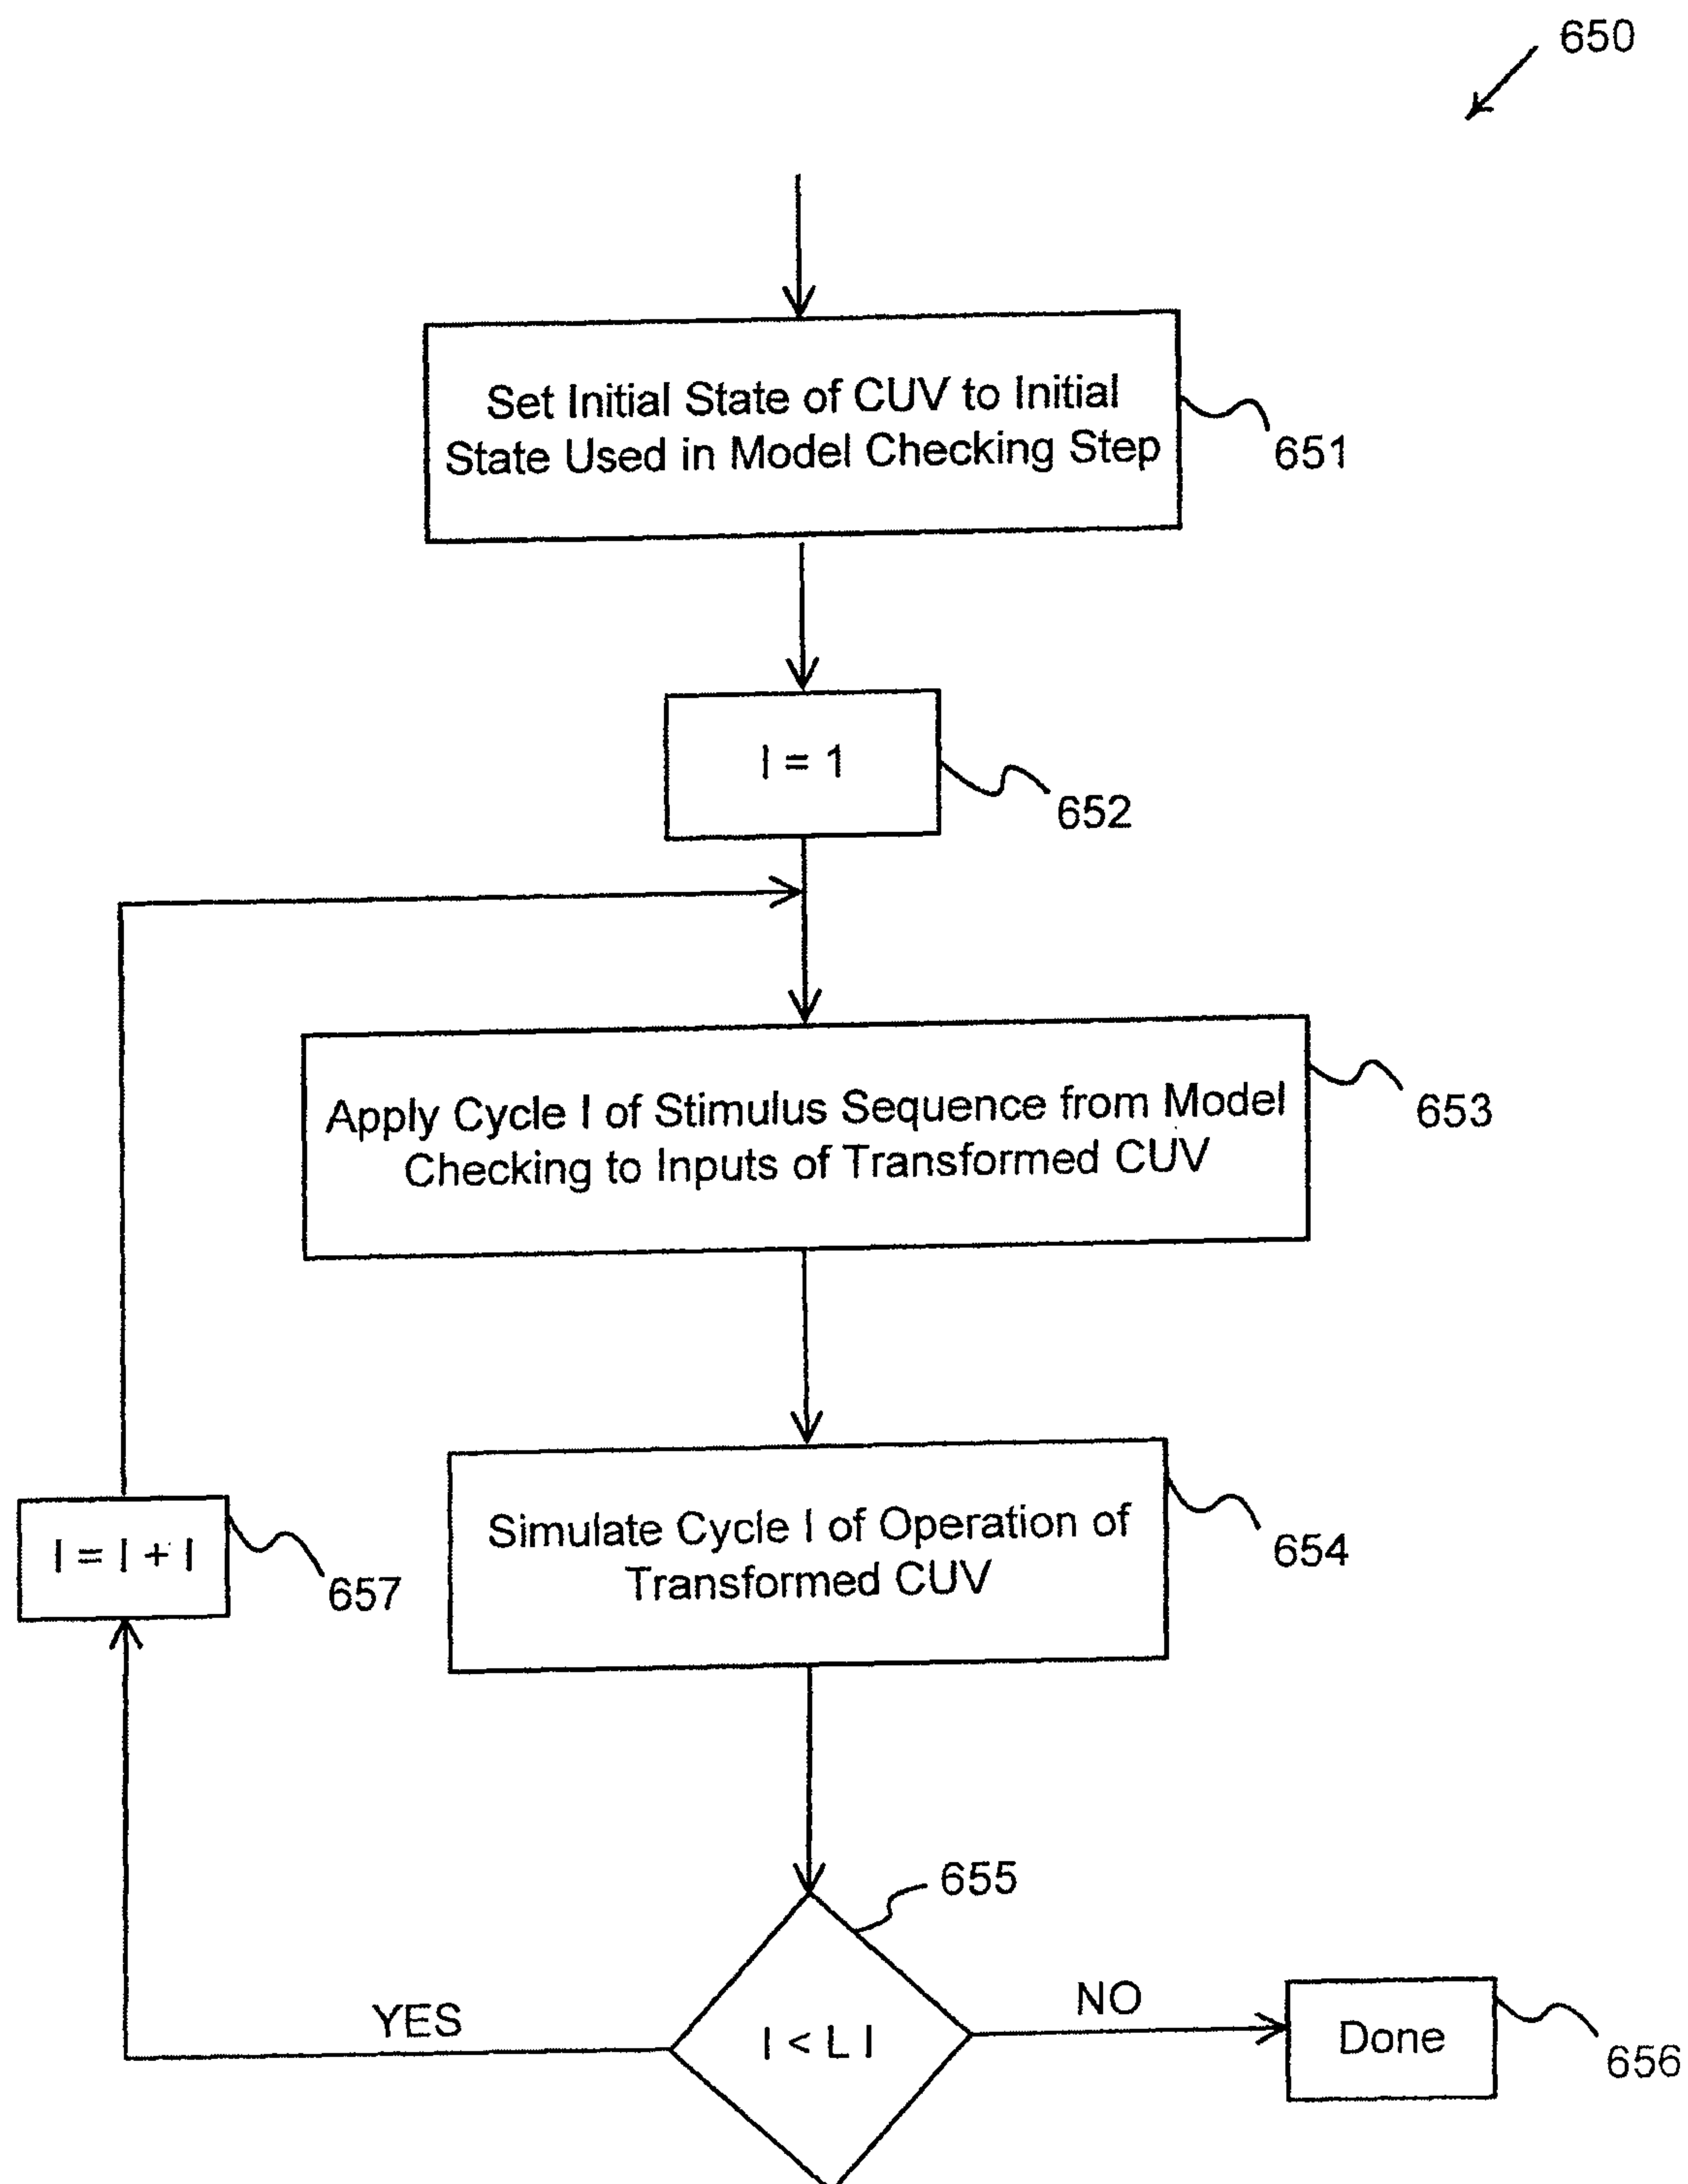 650
Set Initial State of CUV to Initial
State Used in Model Checking Step
651
I = 1
652
Apply Cycle I of Stimulus Sequence from Model
Checking to Inputs of Transformed CUV
653
Simulate Cycle I of Operation of
Transformed CUV
654
I = I + I
657
655
I < L I
YES
NO
Done
656